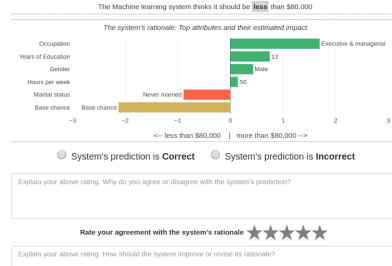 The Machine learning system thinks it should be less than $80,000
The system's rationale: Top attributes and their estimated impact
Occupation Executive & managerial
Years of Education 13
Gender Male
Hours per week 50
Marital status Never married
Base chance Base chance
−3 −2 −1 0 1 2 3
<-- less than $80,000 | more than $80,000 -->
System's prediction is Correct System's prediction is Incorrect
Explain your above rating. Why do you agree or disagree with the system's prediction?
Rate your agreement with the system's rationale
Explain your above rating. How should the system improve or revise its rationale?